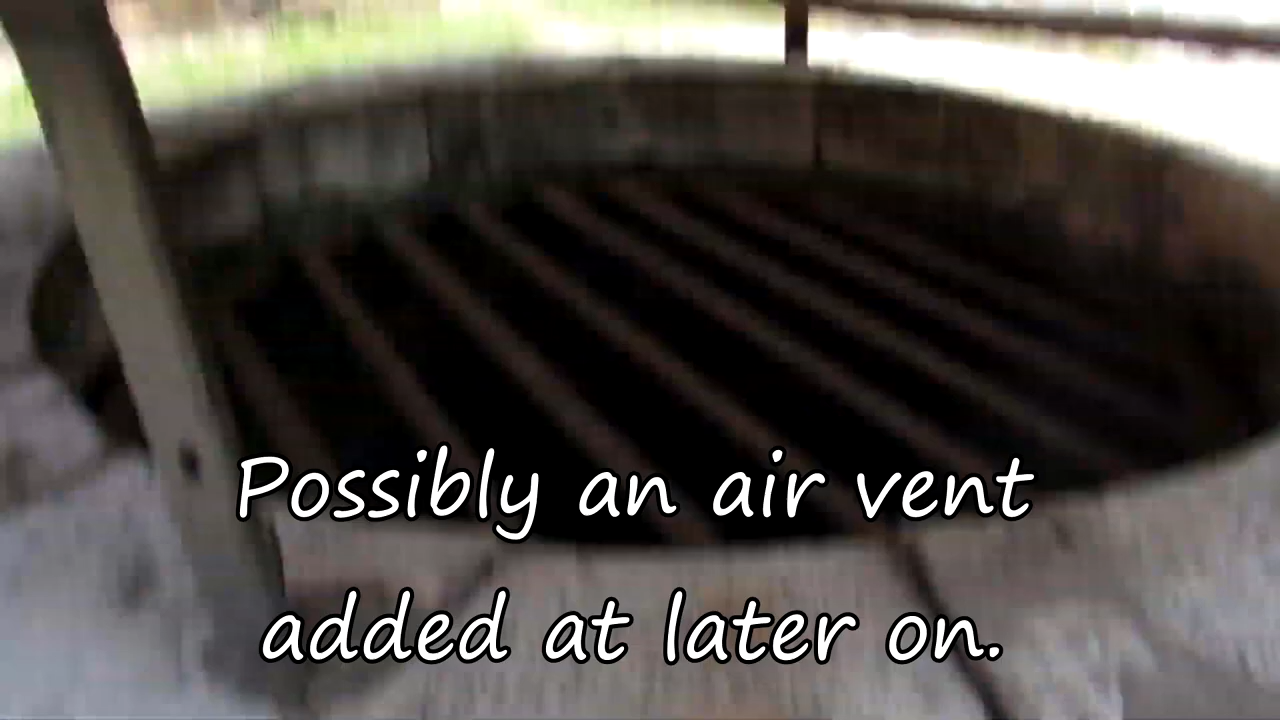 Possibly an air vent
added at later on.